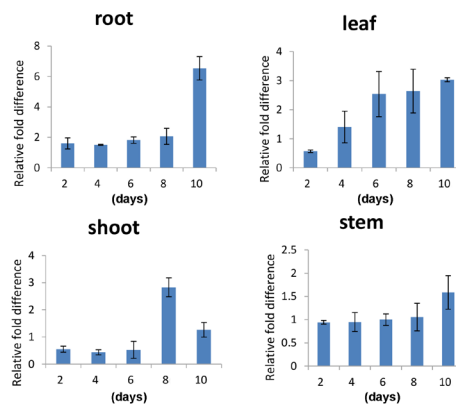 root
Relative fold difference
8
6
4
2
0
2 4 6 8 10
(days)
leaf
Relative fold difference
4
3
2
1
0
2 4 6 8 10
(days)
shoot
Relative fold difference
4
3
2
1
0
2 4 6 8 10
(days)
stem
Relative fold difference
2.5
2
1.5
1
0.5
0
2 4 6 8 10
(days)